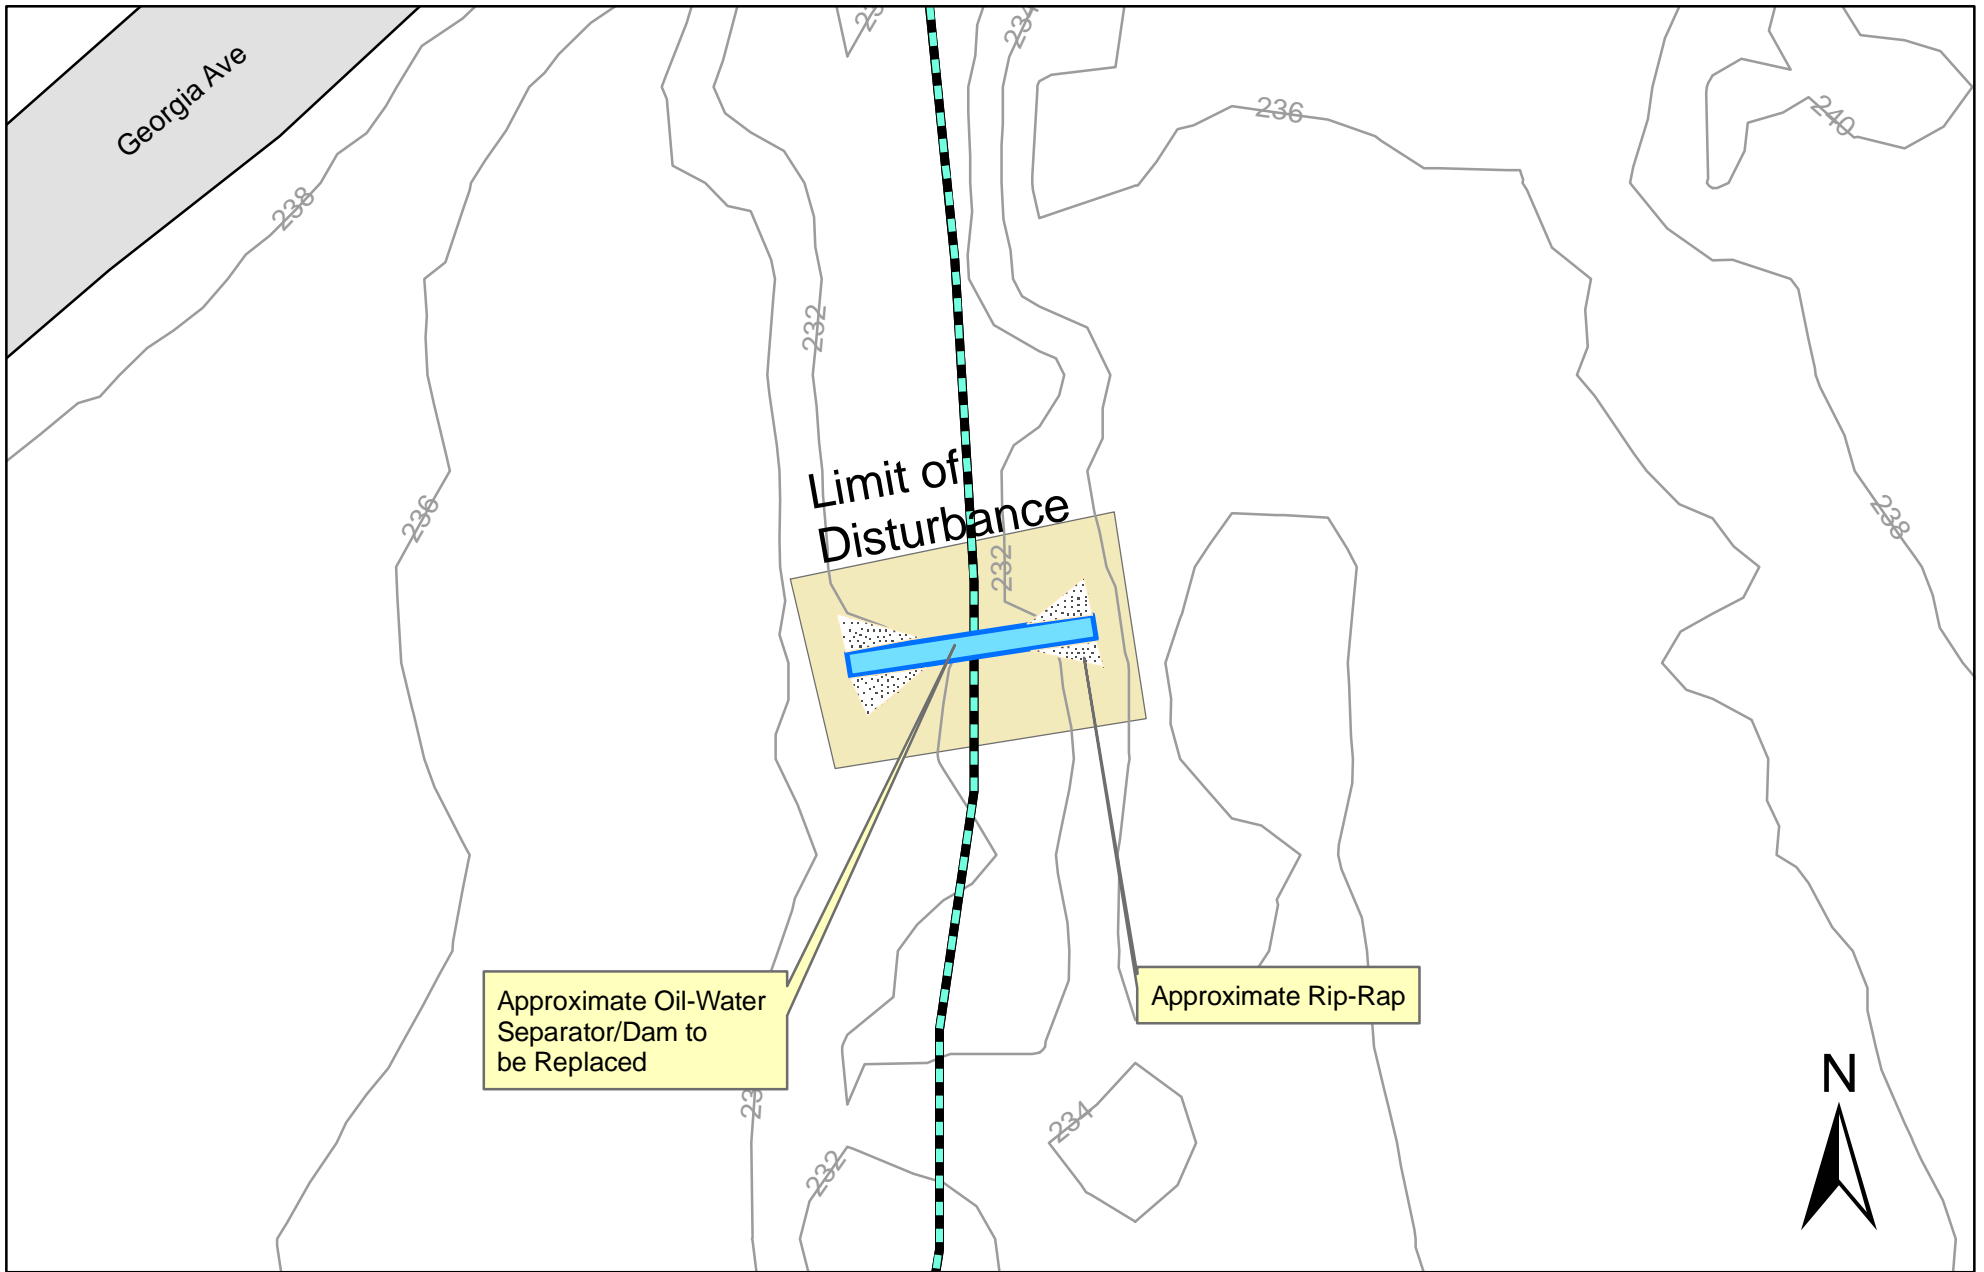 Georgia Ave
234
236
240
238
232
Limit of
Disturbance
236
238
232
Approximate Oil-Water
Separator/Dam to
be Replaced
Approximate Rip-Rap
N
234
232